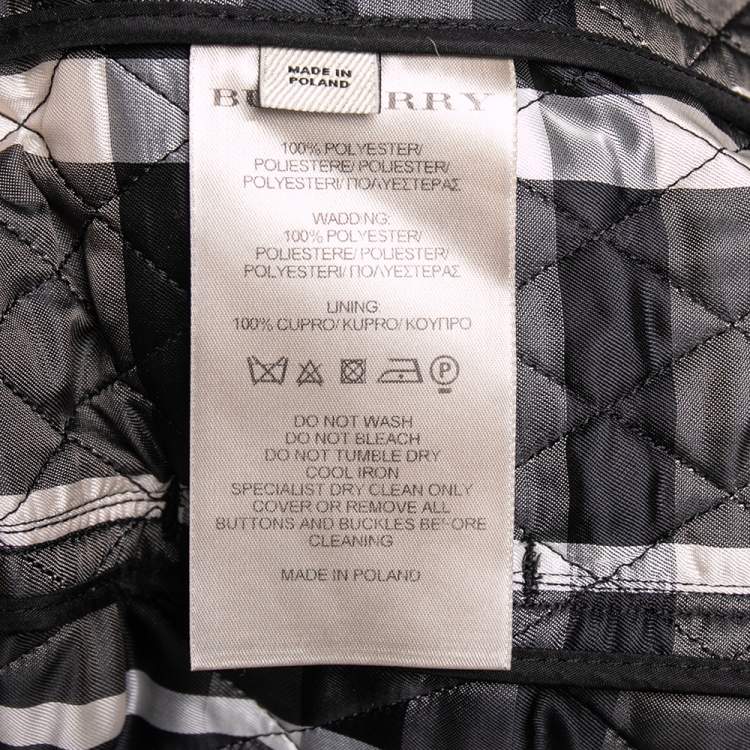 MADE IN
POLAND
100% POLYESTER/
POLIESTERE/ POLIESTER/
POLYESTERI/ ΠΟΛΥΕΣΤΕΡΑΣ
WADDING:
100% POLYESTER/
POLIESTERE/ POLIESTER/
POLYESTERI/ ΠΟΛΥΕΣΤΕΡΑΣ
LINING:
100% CUPRO/ KUPRO/ ΚΟΥΠΡΟ
P
DO NOT WASH
DO NOT BLEACH
DO NOT TUMBLE DRY
COOL IRON
SPECIALIST DRY CLEAN ONLY
COVER OR REMOVE ALL
BUTTONS AND BUCKLES BEFORE
CLEANING
MADE IN POLAND